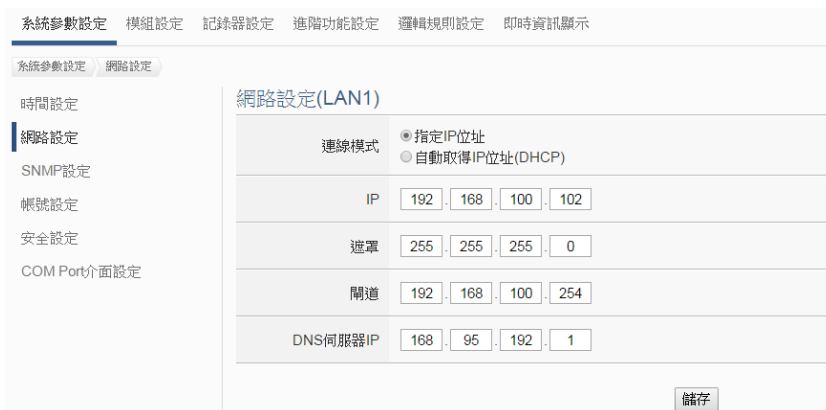 系統參數設定 模組設定 記錄器設定 進階功能設定 邏輯規則設定 即時資訊顯示
系統參數設定 網路設定
時間設定
網路設定
SNMP設定
帳號設定
安全設定
COM Port介面設定
網路設定(LAN1)
連線模式 指定IP位址
自動取得IP位址(DHCP)
IP 192 . 168 . 100 . 102
遮罩 255 . 255 . 255 . 0
閘道 192 . 168 . 100 . 254
DNS伺服器IP 168 . 95 . 192 . 1
儲存